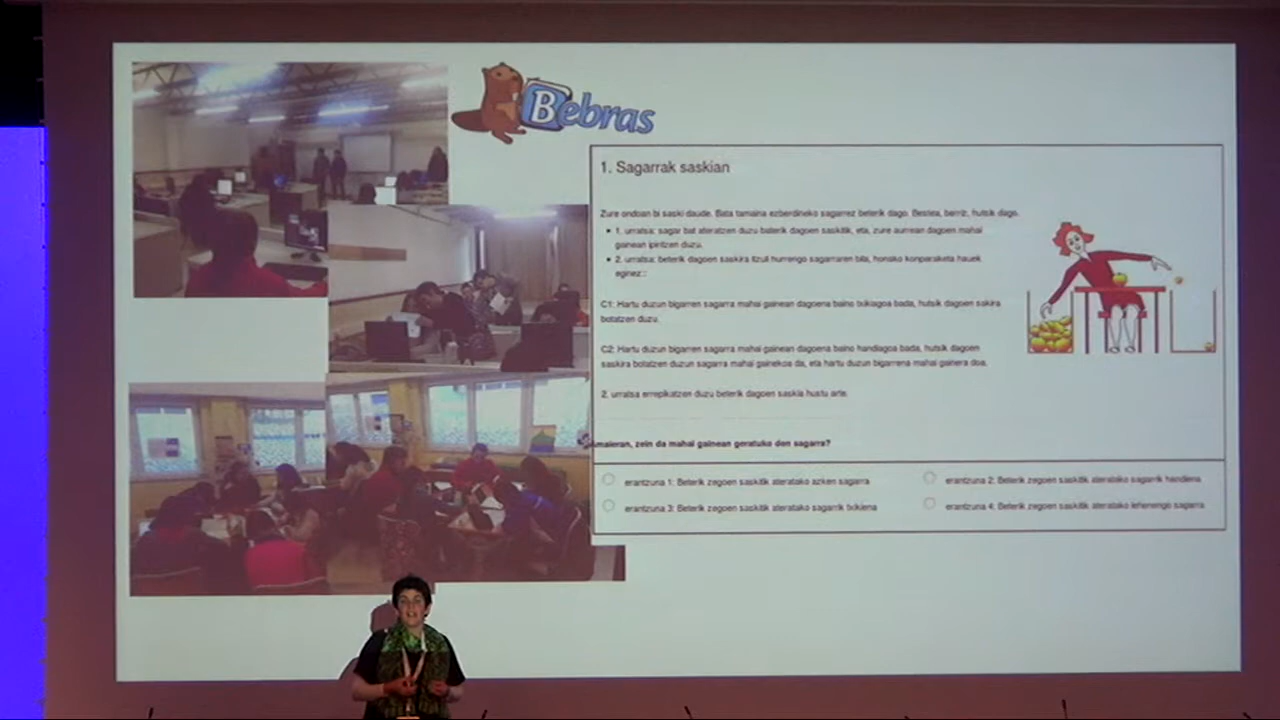 Bebras
1. Sagarrak saskian
Zure ondoan bi saski daude. Bata tamaina ezberdineko sagarrez beterik dago. Bestea, berriz, hutsik dago.
1. urratsa: sagar bat ateratzen duzu beterik dagoen saskitik, eta, zure aurrean dagoen mahai
gainean ipintzen duzu.
2. urratsa: beterik dagoen saskira itzuli hurrengo sagarraren bila, honako konparaketa hauek
eginez::
C1: Hartu duzun bigarren sagarra mahai gainean dagoena baino txikiagoa bada, hutsik dagoen
botatzen duzu.
C2: Hartu duzun bigarren sagarra mahai gainean dagoena baino handiagoa bada, hutsik dagoen
saskira botatzen duzun sagarra mahai gainekoa da, eta hartu duzun bigarrena mahai gainera doa.
2. urratsa errepikatzen duzu beterik dagoen saskia hustu arte.
Amaieran, zein da mahai gainean geratuko den sagarra?
erantzuna 1: Beterik zegoen saskitik ateratako azken sagarra
erantzuna 2: Beterik zegoen saskitik ateratako sagarrik handiena
erantzuna 3: Beterik zegoen saskitik ateratako sagarrik txikiena
erantzuna 4: Beterik zegoen saskitik ateratako lehenengo sagarra